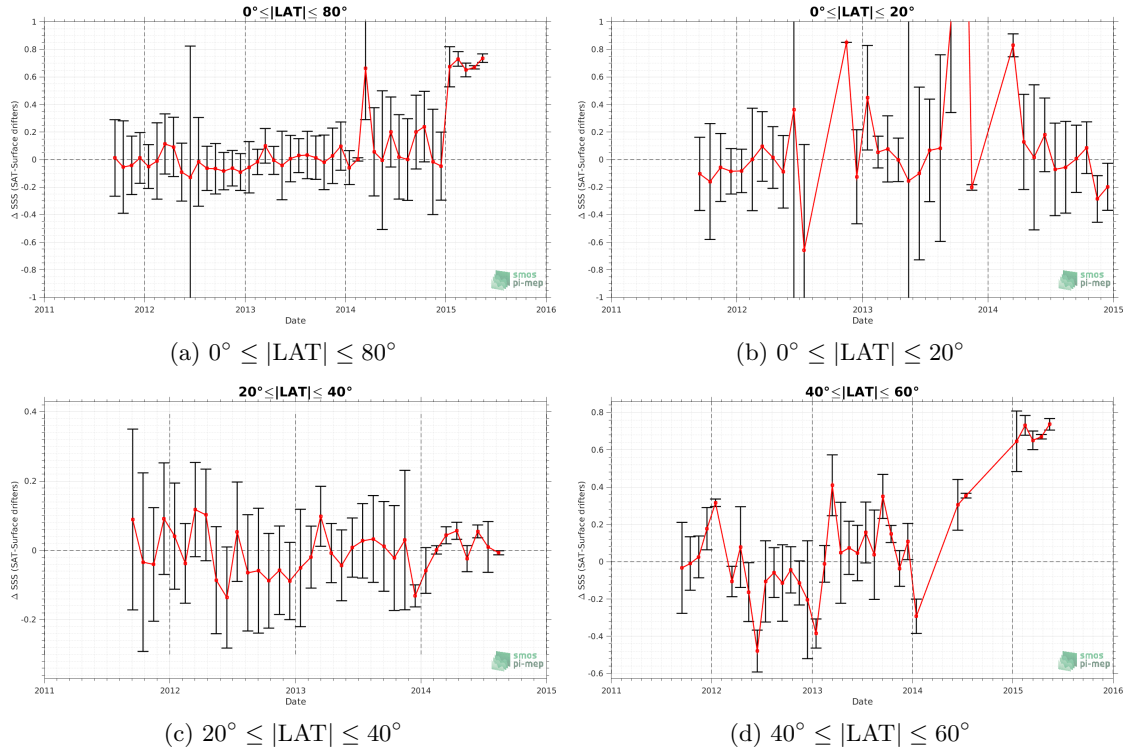 0°≤|LAT|≤ 80°
1
0.8
0.6
0.4
0.2
0
-0.2
-0.4
-0.6
-0.8
-1
Δ SSS (SAT-Surface drifters)
2011
2012
2013
2014
2015
2016
Date
smos
pi-mep
(a) 0° ≤ |LAT| ≤ 80°
0°≤|LAT|≤ 20°
1
0.8
0.6
0.4
0.2
0
-0.2
-0.4
-0.6
-0.8
-1
Δ SSS (SAT-Surface drifters)
2011
2012
2013
2014
2015
Date
smos
pi-mep
(b) 0° ≤ |LAT| ≤ 20°
20°≤|LAT|≤ 40°
0.4
0.2
0
-0.2
Δ SSS (SAT-Surface drifters)
2011
2012
2013
2014
2015
Date
smos
pi-mep
(c) 20° ≤ |LAT| ≤ 40°
40°≤|LAT|≤ 60°
0.8
0.6
0.4
0.2
0
-0.2
-0.4
-0.6
Δ SSS (SAT-Surface drifters)
2011
2012
2013
2014
2015
2016
Date
smos
pi-mep
(d) 40° ≤ |LAT| ≤ 60°